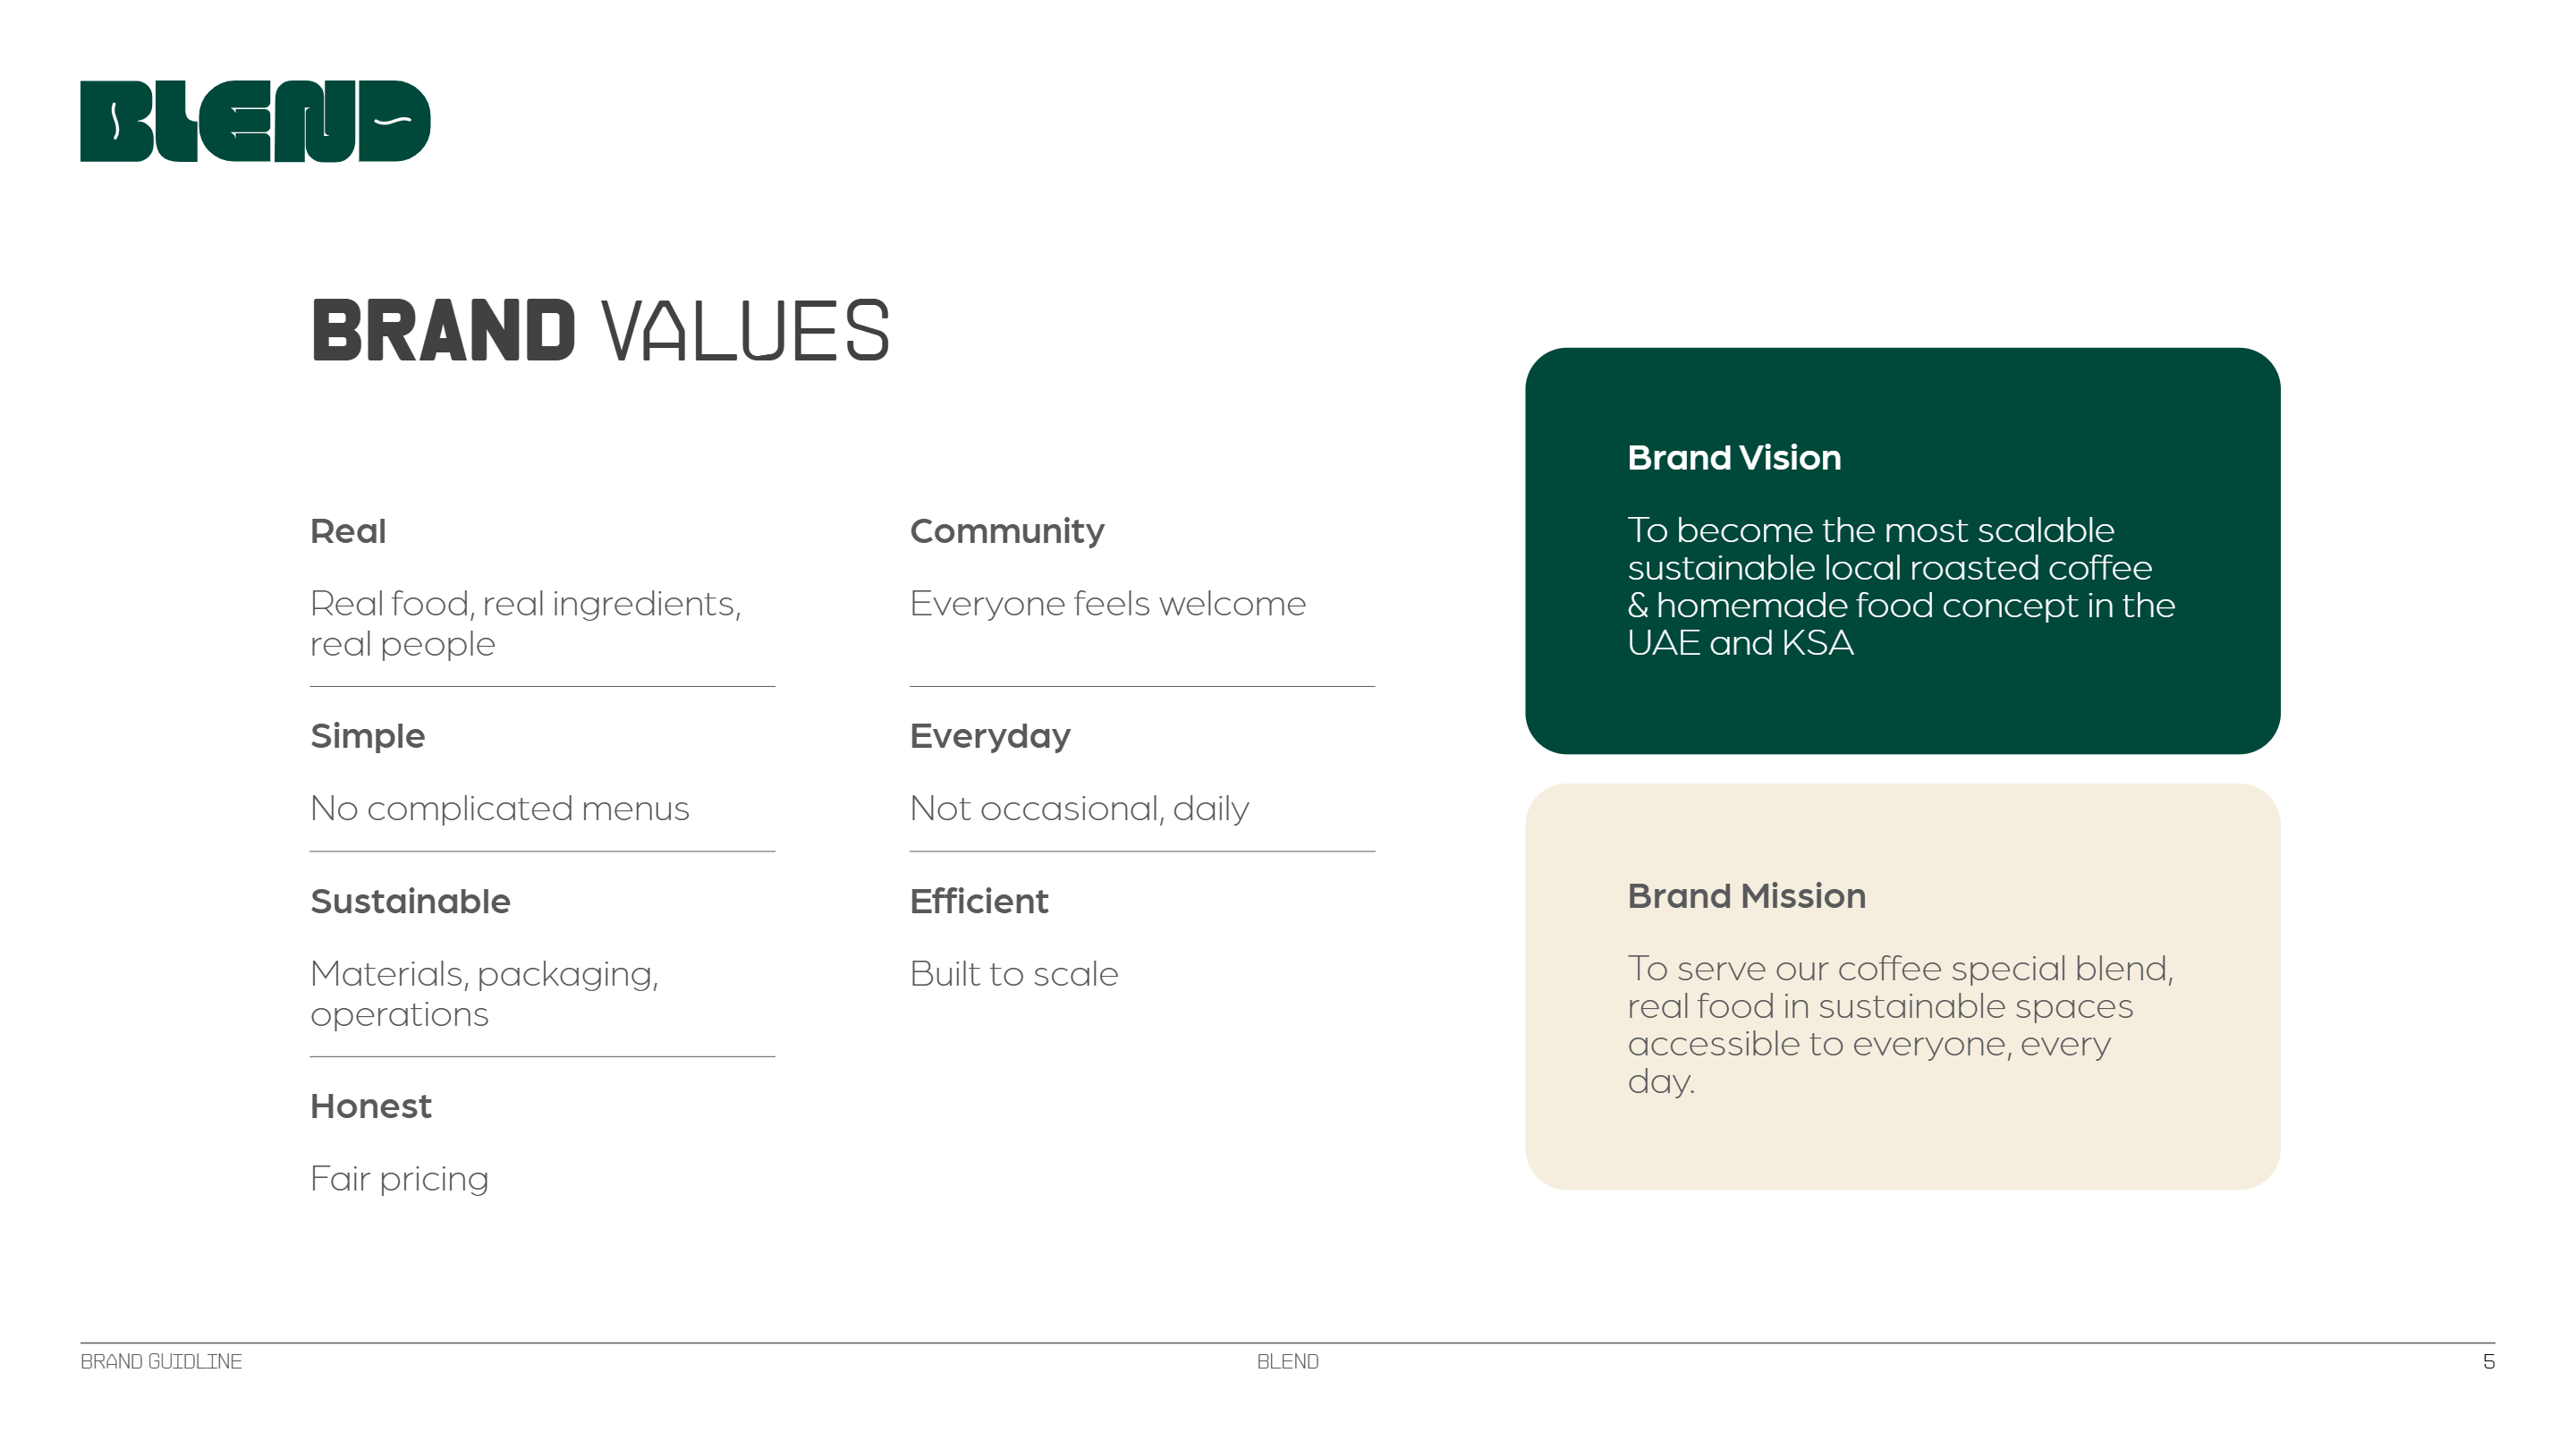 BLEND
BRAND VALUES
Real
Real food, real ingredients,
real people
Simple
No complicated menus
Sustainable
Materials, packaging,
operations
Honest
Fair pricing
Community
Everyone feels welcome
Everyday
Not occasional, daily
Efficient
Built to scale
Brand Vision
To become the most scalable
sustainable local roasted coffee
& homemade food concept in the
UAE and KSA
Brand Mission
To serve our coffee special blend,
real food in sustainable spaces
accessible to everyone, every
day.
BRAND GUIDLINE
BLEND
5